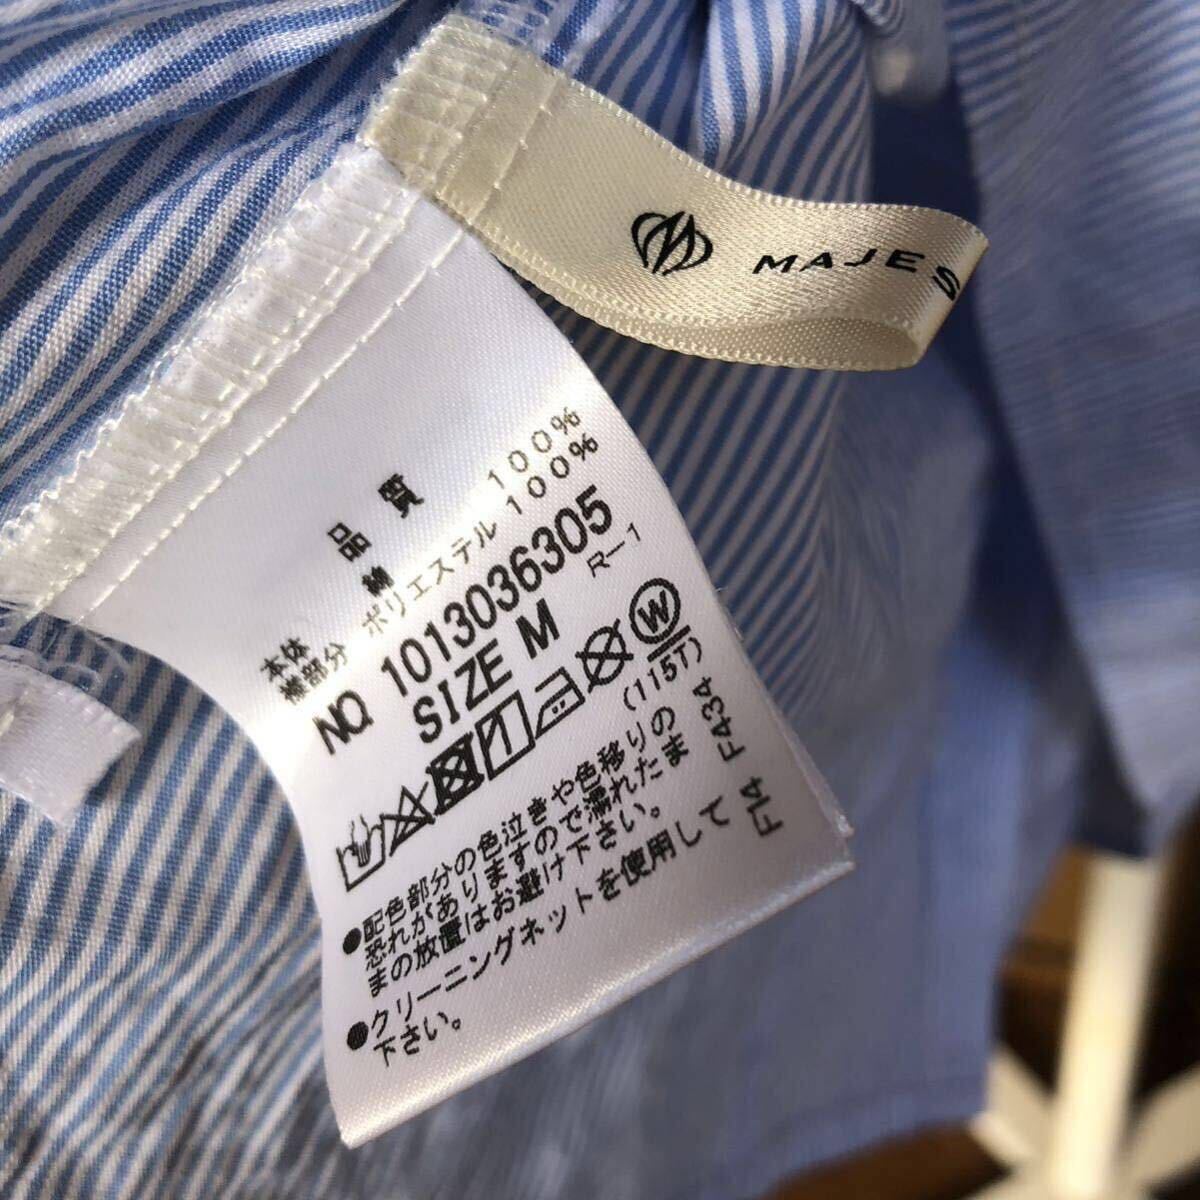 MAJES
品質
本体 綿 100%
襟部分 ポリエステル 100%
NO. 1013036305
R-1
SIZE M
W
(115T)
●配色部分の色泣きや色移りの
恐れがありますので濡れたま
まの放置はお避け下さい。
●クリーニングネットを使用して
下さい。
F14 F434